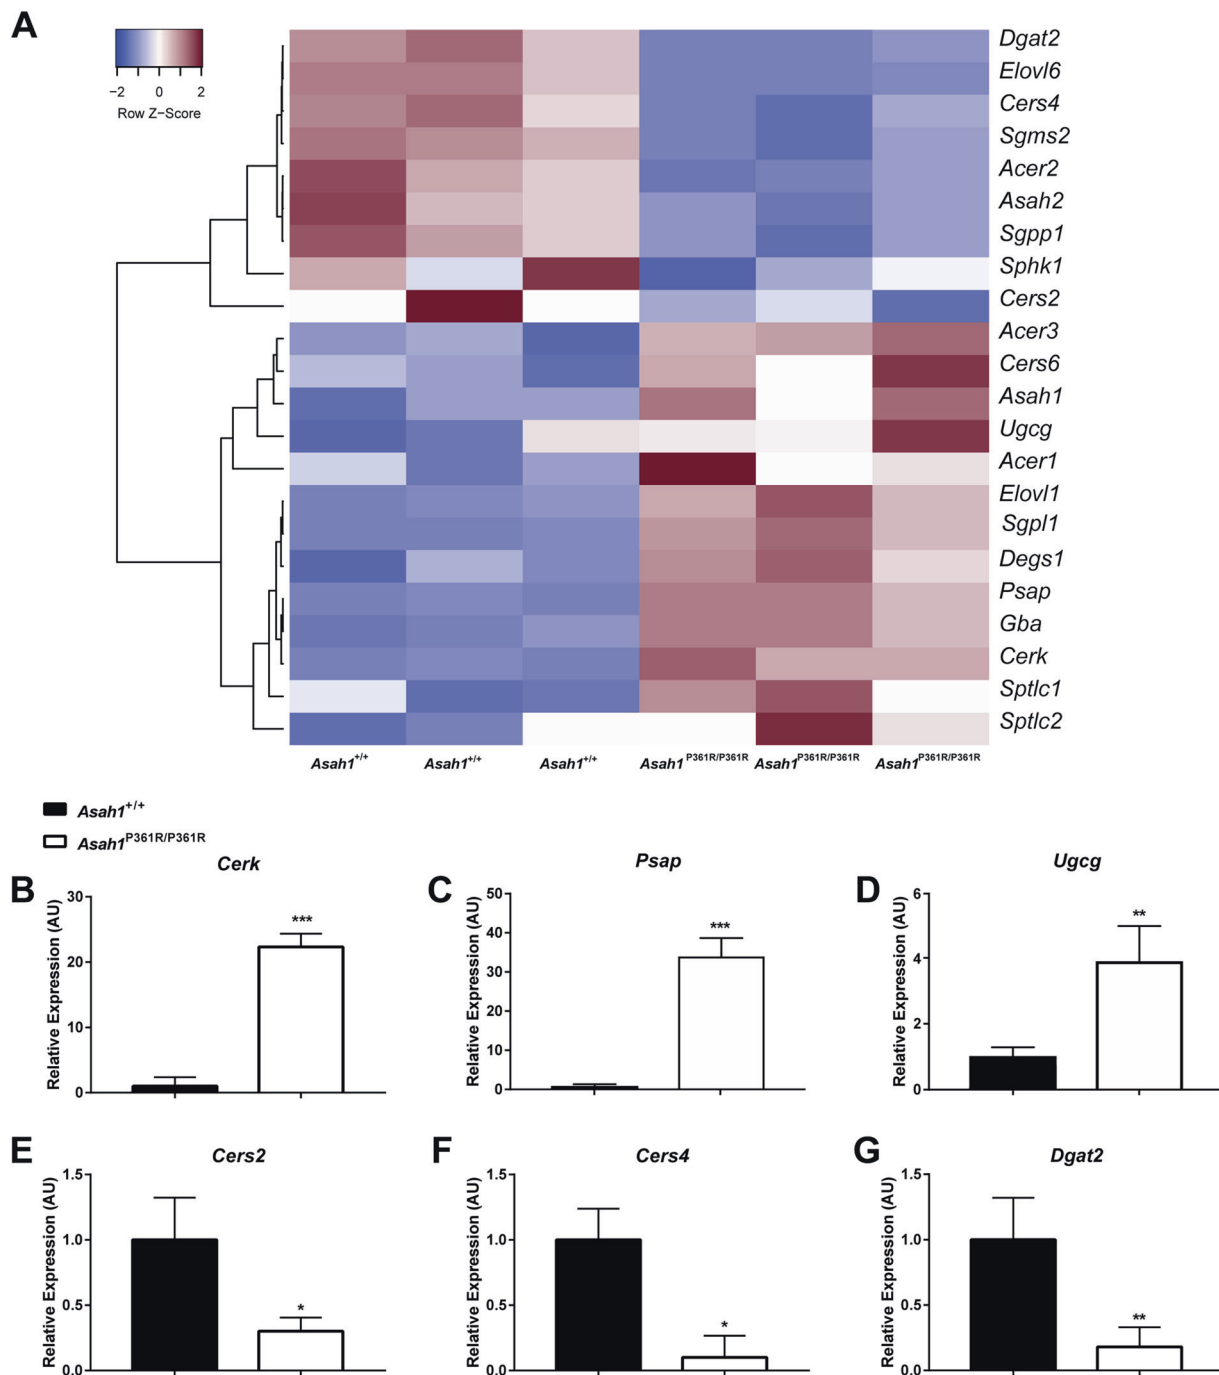 A
−2 0 2
Row Z−Score
Dgat2
Elovl6
Cers4
Sgms2
Acer2
Asah2
Sgpp1
Sphk1
Cers2
Acer3
Cers6
Asah1
Ugcg
Acer1
Elovl1
Sgpl1
Degs1
Psap
Gba
Cerk
Sptlc1
Sptlc2
Asah1+/+ Asah1+/+ Asah1+/+ Asah1P361R/P361R Asah1P361R/P361R Asah1P361R/P361R
Asah1+/+
Asah1P361R/P361R
B
Cerk
Relative Expression (AU)
30
20
10
0
***
C
Psap
Relative Expression (AU)
50
40
30
20
10
0
***
D
Ugcg
Relative Expression (AU)
6
4
2
0
**
E
Cers2
Relative Expression (AU)
1.5
1.0
0.5
0.0
*
F
Cers4
Relative Expression (AU)
1.5
1.0
0.5
0.0
*
G
Dgat2
Relative Expression (AU)
1.5
1.0
0.5
0.0
**